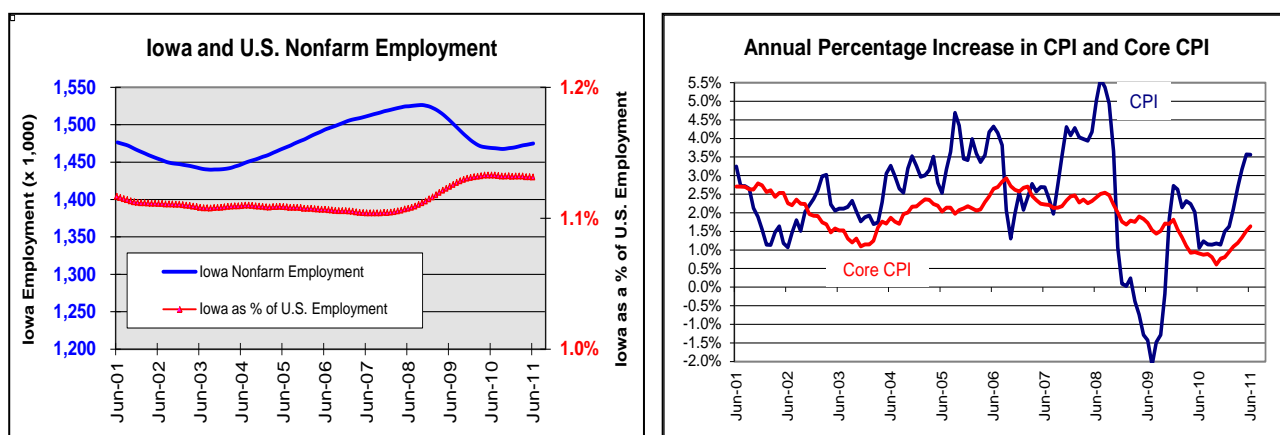 Iowa and U.S. Nonfarm Employment
Iowa Employment (x 1,000)
1,550
1,500
1,450
1,400
1,350
1,300
1,250
1,200
Iowa Nonfarm Employment
Iowa as % of U.S. Employment
1.2%
1.1%
1.0%
Iowa as a % of U.S. Employment
Jun-01
Jun-02
Jun-03
Jun-04
Jun-05
Jun-06
Jun-07
Jun-08
Jun-09
Jun-10
Jun-11
Annual Percentage Increase in CPI and Core CPI
5.5%
5.0%
4.5%
4.0%
3.5%
3.0%
2.5%
2.0%
1.5%
1.0%
0.5%
0.0%
-0.5%
-1.0%
-1.5%
-2.0%
CPI
Core CPI
Jun-01
Jun-02
Jun-03
Jun-04
Jun-05
Jun-06
Jun-07
Jun-08
Jun-09
Jun-10
Jun-11